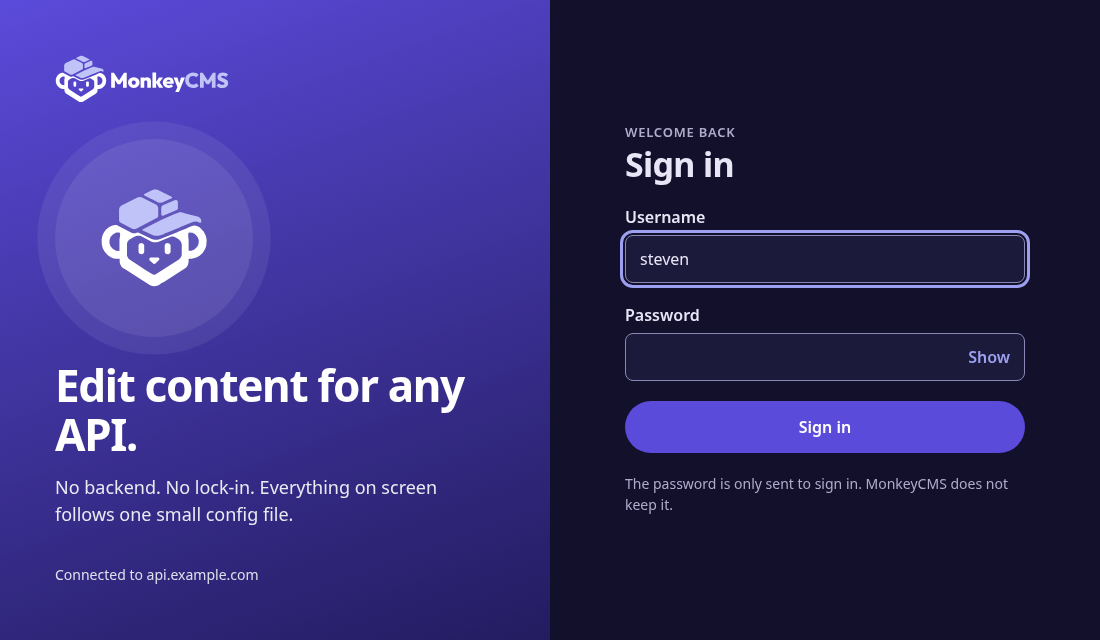 MonkeyCMS
Edit content for any
API.
No backend. No lock-in. Everything on screen
follows one small config file.
Connected to api.example.com
WELCOME BACK
Sign in
Username
steven
Password
Show
Sign in
The password is only sent to sign in. MonkeyCMS does not
keep it.